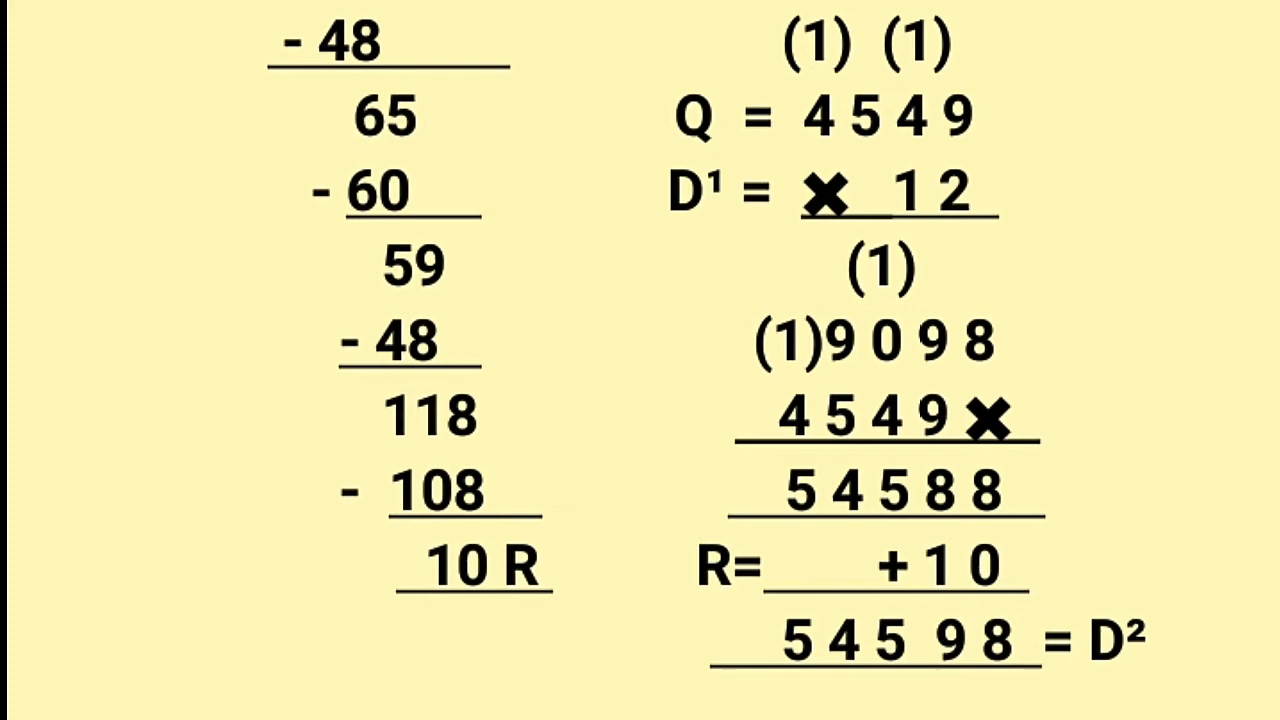 - 48
65
- 60
59
- 48
118
- 108
10 R
(1) (1)
Q = 4 5 4 9
D¹ = ✖ 1 2
(1)
(1)9 0 9 8
4 5 4 9 ✖
5 4 5 8 8
R= + 1 0
5 4 5 9 8 = D²